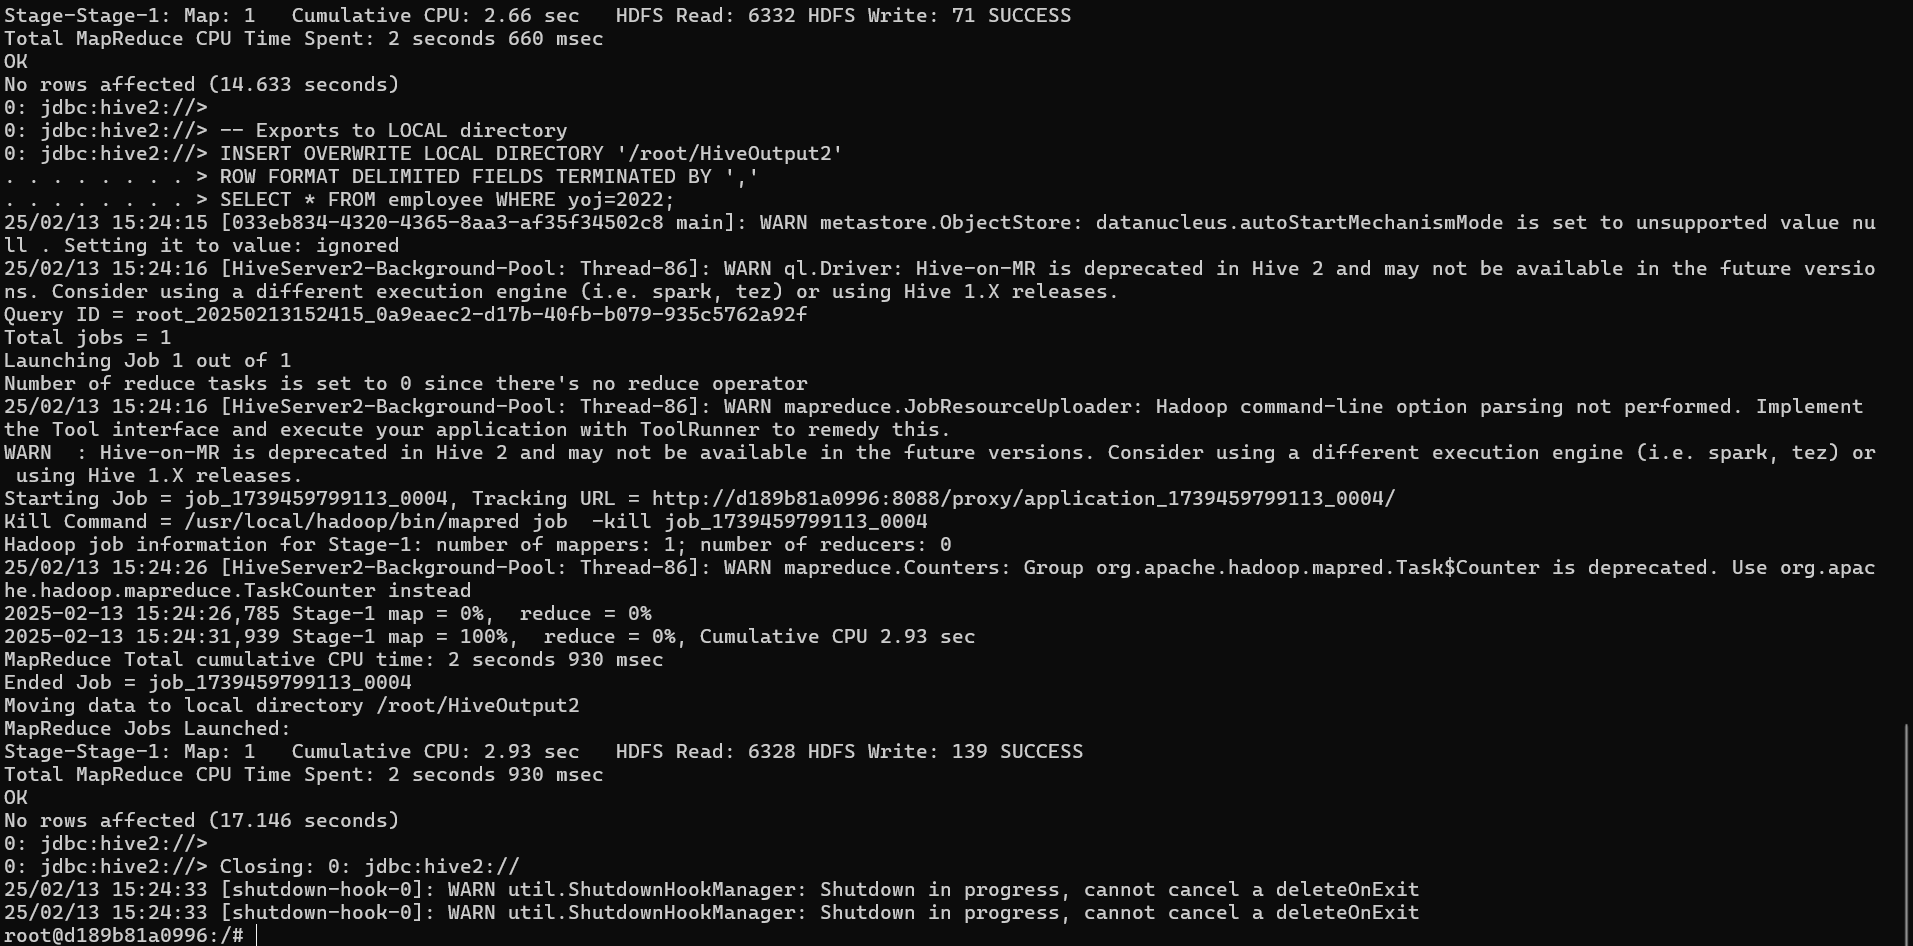 Stage-Stage-1: Map: 1   Cumulative CPU: 2.66 sec   HDFS Read: 6332 HDFS Write: 71 SUCCESS
Total MapReduce CPU Time Spent: 2 seconds 660 msec
OK
No rows affected (14.633 seconds)
0: jdbc:hive2://>
0: jdbc:hive2://> -- Exports to LOCAL directory
0: jdbc:hive2://> INSERT OVERWRITE LOCAL DIRECTORY '/root/HiveOutput2'
. . . . . . . . > ROW FORMAT DELIMITED FIELDS TERMINATED BY ','
. . . . . . . . > SELECT * FROM employee WHERE yoj=2022;
25/02/13 15:24:15 [033eb834-4320-4365-8aa3-af35f34502c8 main]: WARN metastore.ObjectStore: datanucleus.autoStartMechanismMode is set to unsupported value nu
ll . Setting it to value: ignored
25/02/13 15:24:16 [HiveServer2-Background-Pool: Thread-86]: WARN ql.Driver: Hive-on-MR is deprecated in Hive 2 and may not be available in the future versio
ns. Consider using a different execution engine (i.e. spark, tez) or using Hive 1.X releases.
Query ID = root_20250213152415_0a9eaec2-d17b-40fb-b079-935c5762a92f
Total jobs = 1
Launching Job 1 out of 1
Number of reduce tasks is set to 0 since there's no reduce operator
25/02/13 15:24:16 [HiveServer2-Background-Pool: Thread-86]: WARN mapreduce.JobResourceUploader: Hadoop command-line option parsing not performed. Implement
the Tool interface and execute your application with ToolRunner to remedy this.
WARN  : Hive-on-MR is deprecated in Hive 2 and may not be available in the future versions. Consider using a different execution engine (i.e. spark, tez) or
 using Hive 1.X releases.
Starting Job = job_1739459799113_0004, Tracking URL = http://d189b81a0996:8088/proxy/application_1739459799113_0004/
Kill Command = /usr/local/hadoop/bin/mapred job  -kill job_1739459799113_0004
Hadoop job information for Stage-1: number of mappers: 1; number of reducers: 0
25/02/13 15:24:26 [HiveServer2-Background-Pool: Thread-86]: WARN mapreduce.Counters: Group org.apache.hadoop.mapred.Task$Counter is deprecated. Use org.apac
he.hadoop.mapreduce.TaskCounter instead
2025-02-13 15:24:26,785 Stage-1 map = 0%,  reduce = 0%
2025-02-13 15:24:31,939 Stage-1 map = 100%,  reduce = 0%, Cumulative CPU 2.93 sec
MapReduce Total cumulative CPU time: 2 seconds 930 msec
Ended Job = job_1739459799113_0004
Moving data to local directory /root/HiveOutput2
MapReduce Jobs Launched:
Stage-Stage-1: Map: 1   Cumulative CPU: 2.93 sec   HDFS Read: 6328 HDFS Write: 139 SUCCESS
Total MapReduce CPU Time Spent: 2 seconds 930 msec
OK
No rows affected (17.146 seconds)
0: jdbc:hive2://>
0: jdbc:hive2://> Closing: 0: jdbc:hive2://
25/02/13 15:24:33 [shutdown-hook-0]: WARN util.ShutdownHookManager: Shutdown in progress, cannot cancel a deleteOnExit
25/02/13 15:24:33 [shutdown-hook-0]: WARN util.ShutdownHookManager: Shutdown in progress, cannot cancel a deleteOnExit
root@d189b81a0996:/#